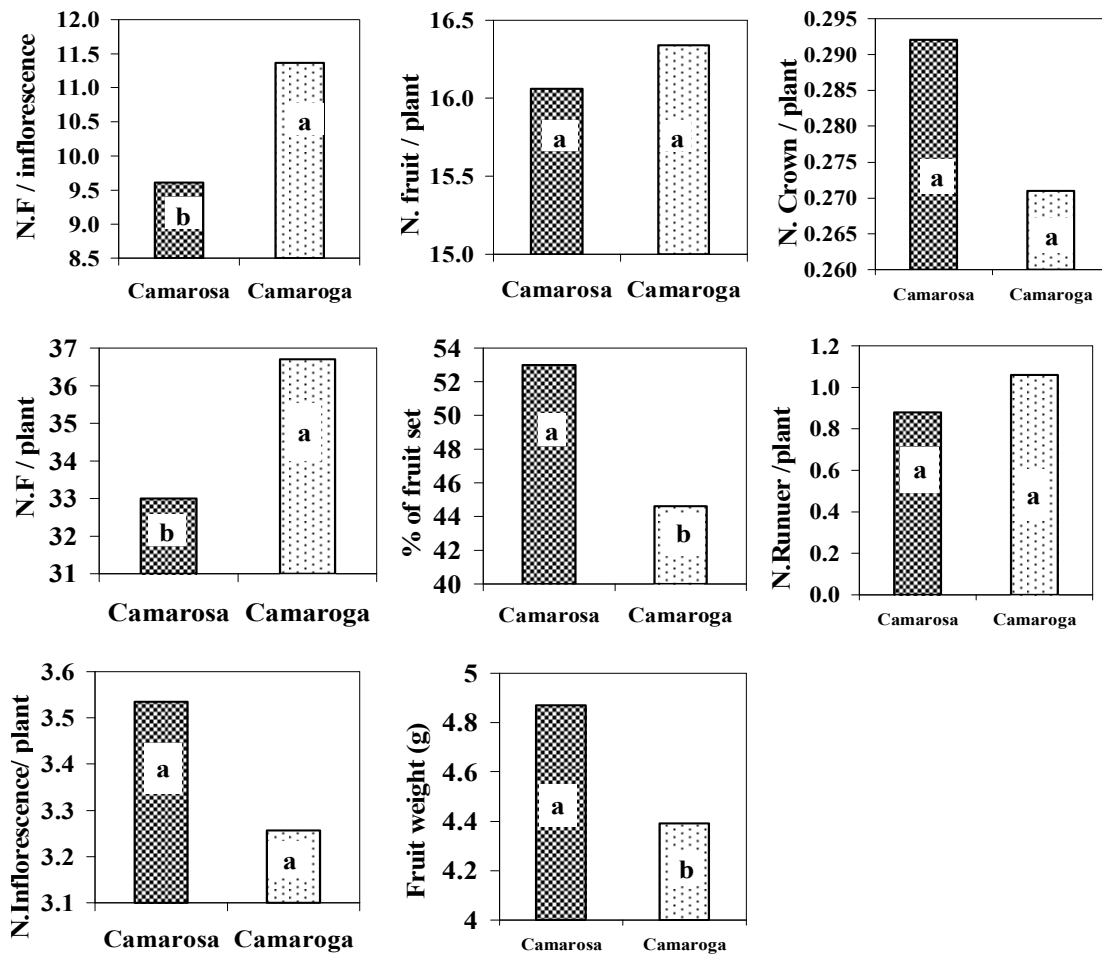 N.F / inflorescence
12.0
11.5
11.0
10.5
10.0
9.5
9.0
8.5
b
a
Camarosa Camaroga
N. fruit / plant
16.5
16.0
15.5
15.0
a
a
Camarosa Camaroga
N. Crown / plant
0.295
0.290
0.285
0.280
0.275
0.270
0.265
0.260
a
a
Camarosa Camaroga
N.F / plant
37
36
35
34
33
32
31
b
a
Camarosa Camaroga
% of fruit set
54
52
50
48
46
44
42
40
a
b
Camarosa Camaroga
N.Runuer /plant
1.2
1.0
0.8
0.6
0.4
0.2
0.0
a
a
Camarosa Camaroga
N.Inflorescence/ plant
3.6
3.5
3.4
3.3
3.2
3.1
a
a
Camarosa Camaroga
Fruit weight (g)
5
4.8
4.6
4.4
4.2
4
a
b
Camarosa Camaroga